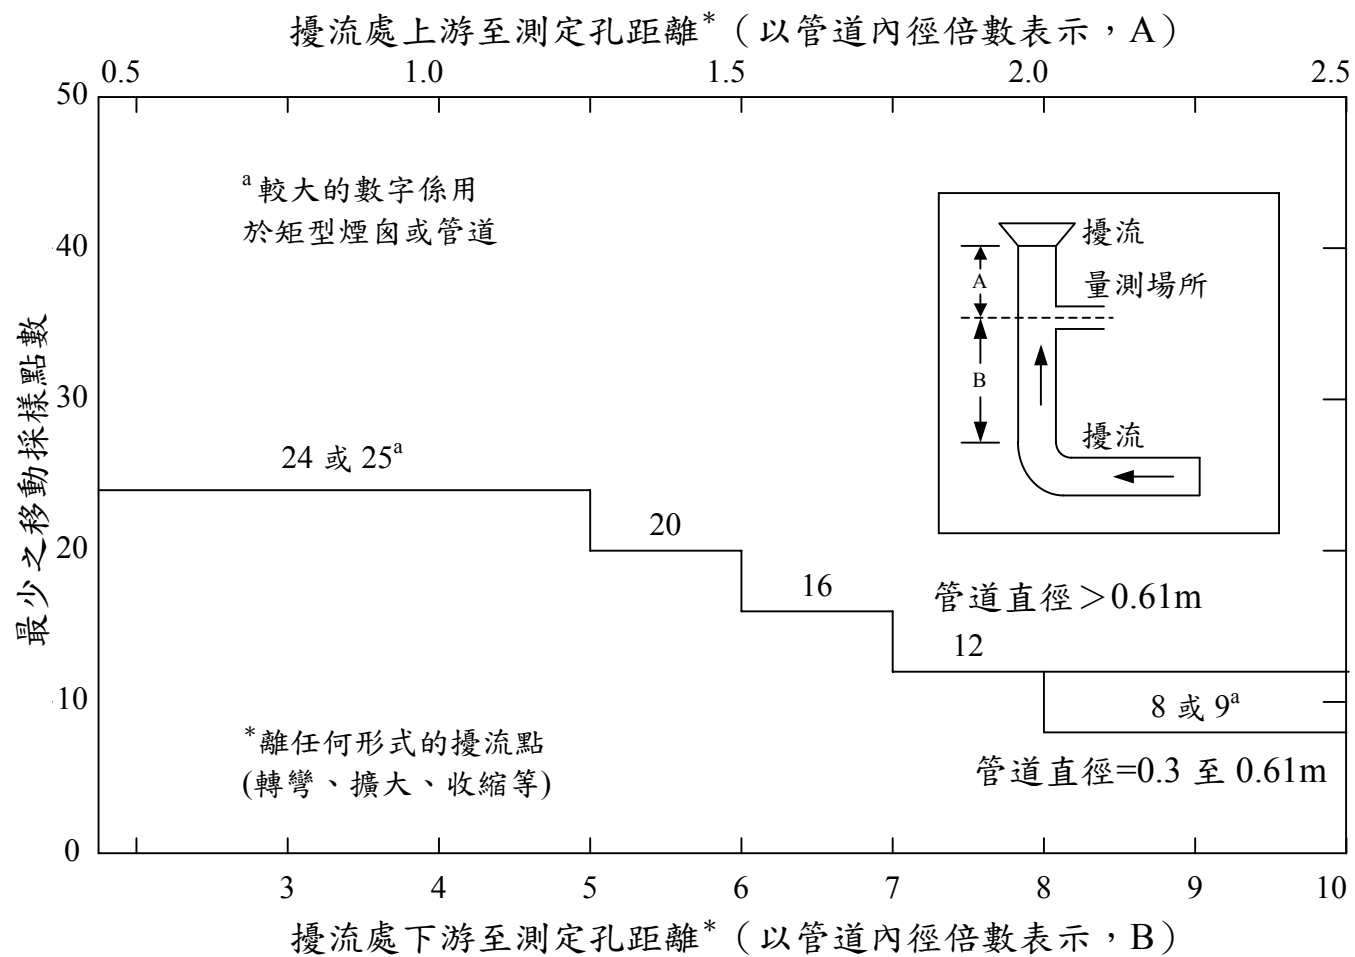 擾流處上游至測定孔距離*（以管道內徑倍數表示，A）
0.5 1.0 1.5 2.0 2.5
50
40
30
20
10
0
最少之移動採樣點數
a 較大的數字係用
於矩型煙囪或管道
擾流
A
量測場所
B
擾流
24 或 25a
20
16
管道直徑＞0.61m
12
8 或 9a
管道直徑=0.3 至 0.61m
*離任何形式的擾流點
(轉彎、擴大、收縮等)
3 4 5 6 7 8 9 10
擾流處下游至測定孔距離*（以管道內徑倍數表示，B）